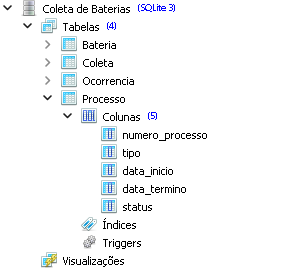 Coleta de Baterias (SQLite 3)
Tabelas (4)
Bateria
Coleta
Ocorrencia
Processo
Colunas (5)
numero_processo
tipo
data_inicio
data_termino
status
Índices
Triggers
Visualizações